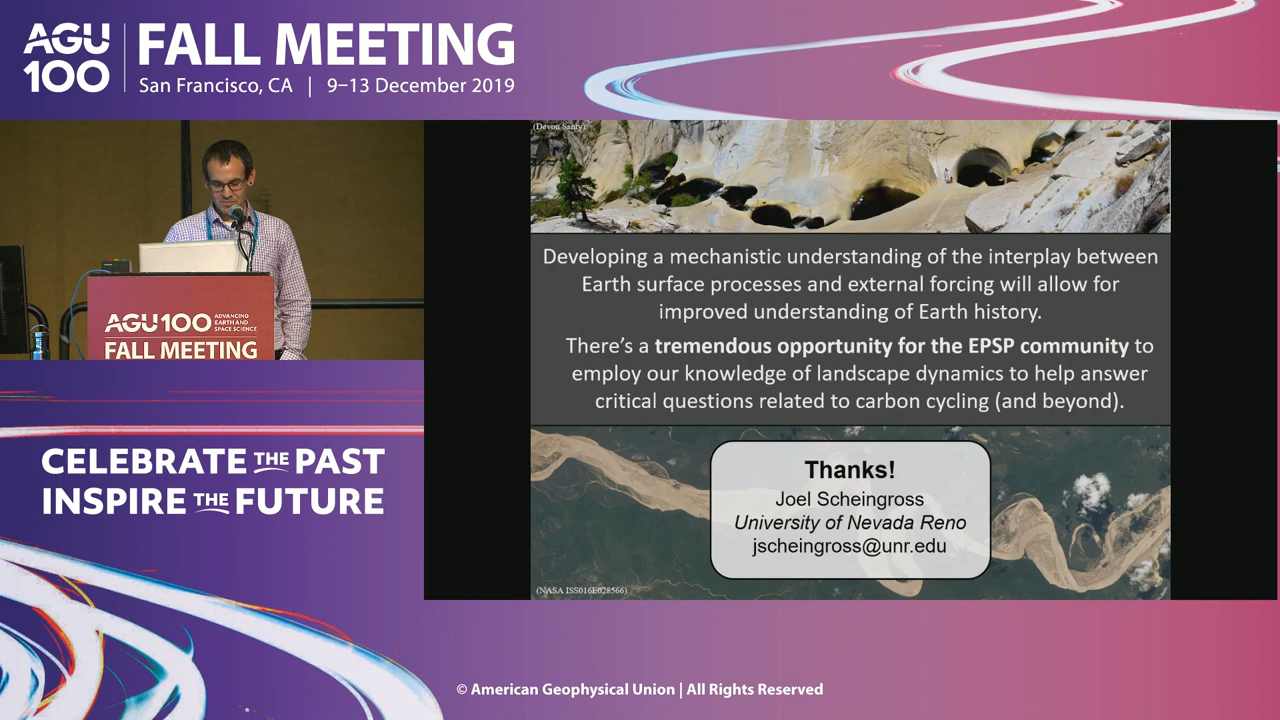 AGU
100
FALL MEETING
San Francisco, CA | 9–13 December 2019
(Devon Santy)
Developing a mechanistic understanding of the interplay between
Earth surface processes and external forcing will allow for
improved understanding of Earth history.
There's a tremendous opportunity for the EPSP community to
employ our knowledge of landscape dynamics to help answer
critical questions related to carbon cycling (and beyond).
AGU100 ADVANCING
EARTH AND
SPACE SCIENCE
FALL MEETING
CELEBRATE THE PAST
INSPIRE THE FUTURE
Thanks!
Joel Scheingross
University of Nevada Reno
jscheingross@unr.edu
(NASA ISS016E028566)
© American Geophysical Union | All Rights Reserved